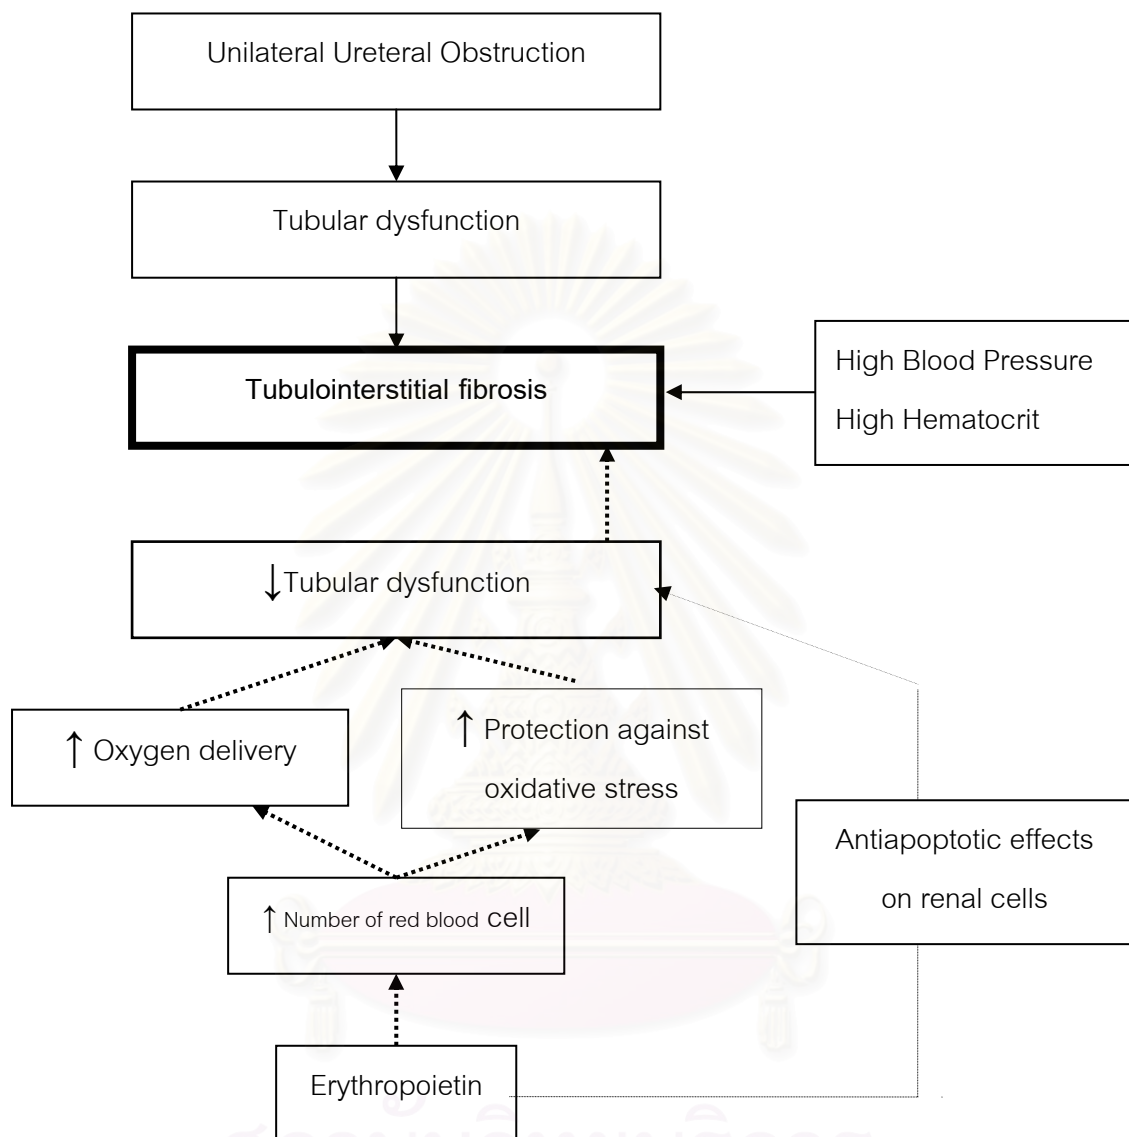 Unilateral Ureteral Obstruction
Tubular dysfunction
Tubulointerstitial fibrosis
High Blood Pressure
High Hematocrit
↓Tubular dysfunction
↑ Oxygen delivery
↑ Protection against
oxidative stress
Antiapoptotic effects
on renal cells
↑ Number of red blood cell
Erythropoietin